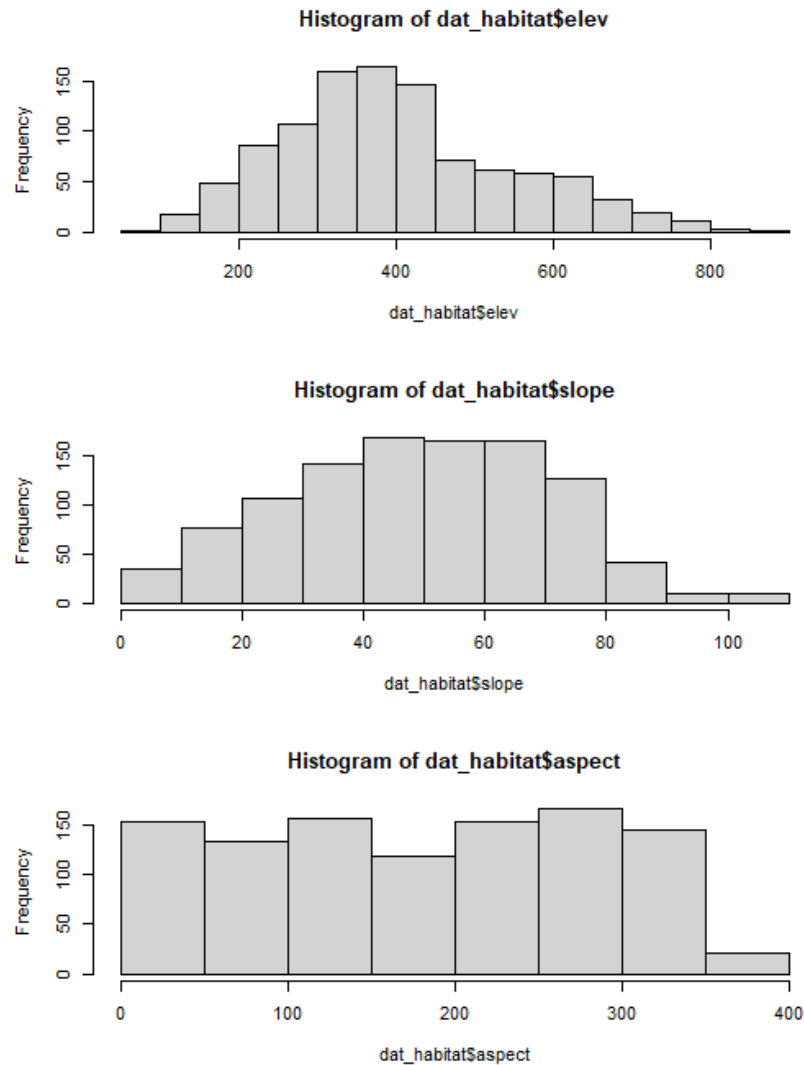 Histogram of dat_habitat$elev
Frequency
0 50 100 150
200 400 600 800
dat_habitat$elev
Histogram of dat_habitat$slope
Frequency
0 50 100 150
0 20 40 60 80 100
dat_habitat$slope
Histogram of dat_habitat$aspect
Frequency
0 50 100 150
0 100 200 300 400
dat_habitat$aspect